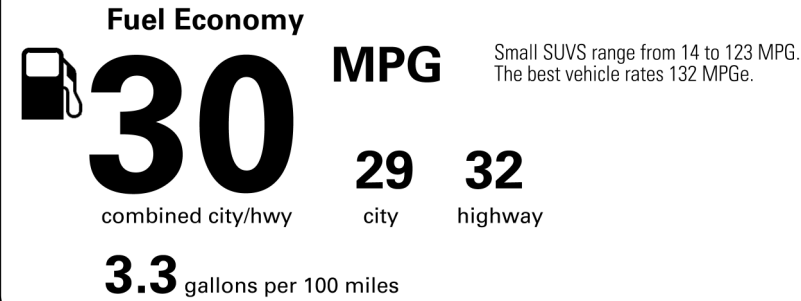 Fuel Economy
30 MPG
Small SUVS range from 14 to 123 MPG.
The best vehicle rates 132 MPGe.
29 32
combined city/hwy city highway
3.3 gallons per 100 miles